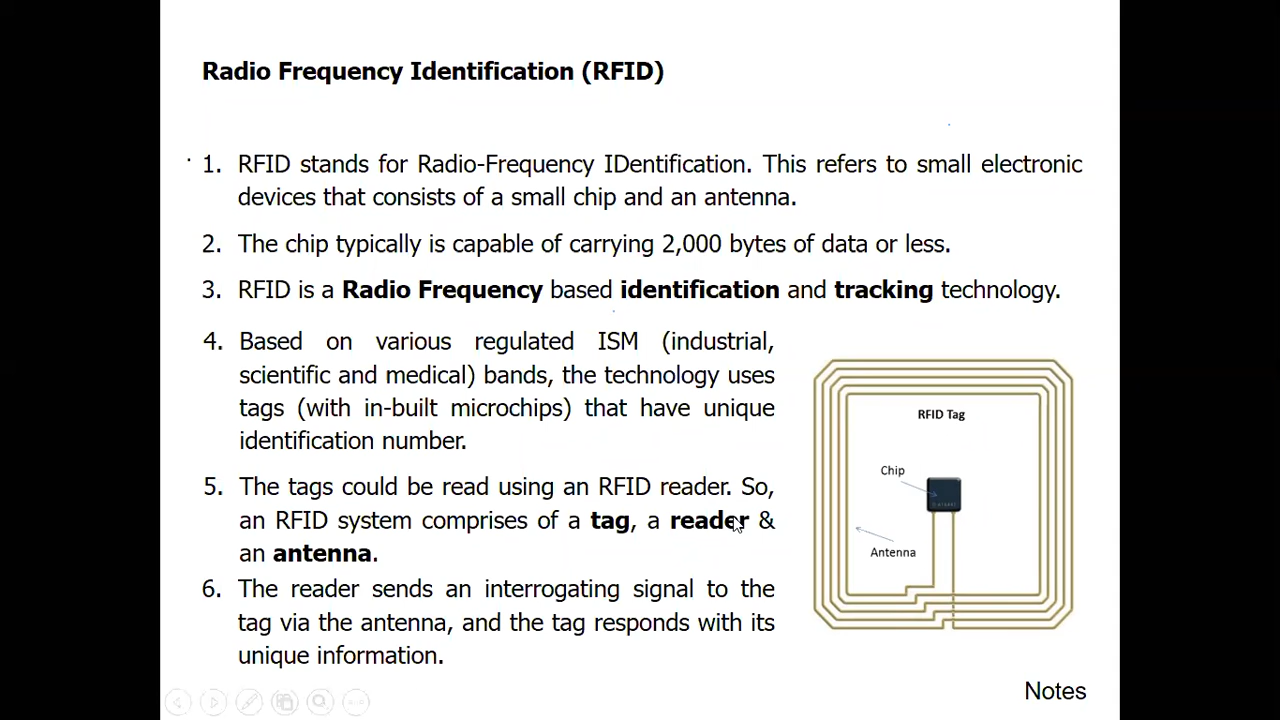 Radio Frequency Identification (RFID)
1. RFID stands for Radio-Frequency IDentification. This refers to small electronic
devices that consists of a small chip and an antenna.
2. The chip typically is capable of carrying 2,000 bytes of data or less.
3. RFID is a Radio Frequency based identification and tracking technology.
4. Based on various regulated ISM (industrial,
scientific and medical) bands, the technology uses
tags (with in-built microchips) that have unique
identification number.
5. The tags could be read using an RFID reader. So,
an RFID system comprises of a tag, a reader &
an antenna.
6. The reader sends an interrogating signal to the
tag via the antenna, and the tag responds with its
unique information.
RFID Tag
Chip
Antenna
Notes